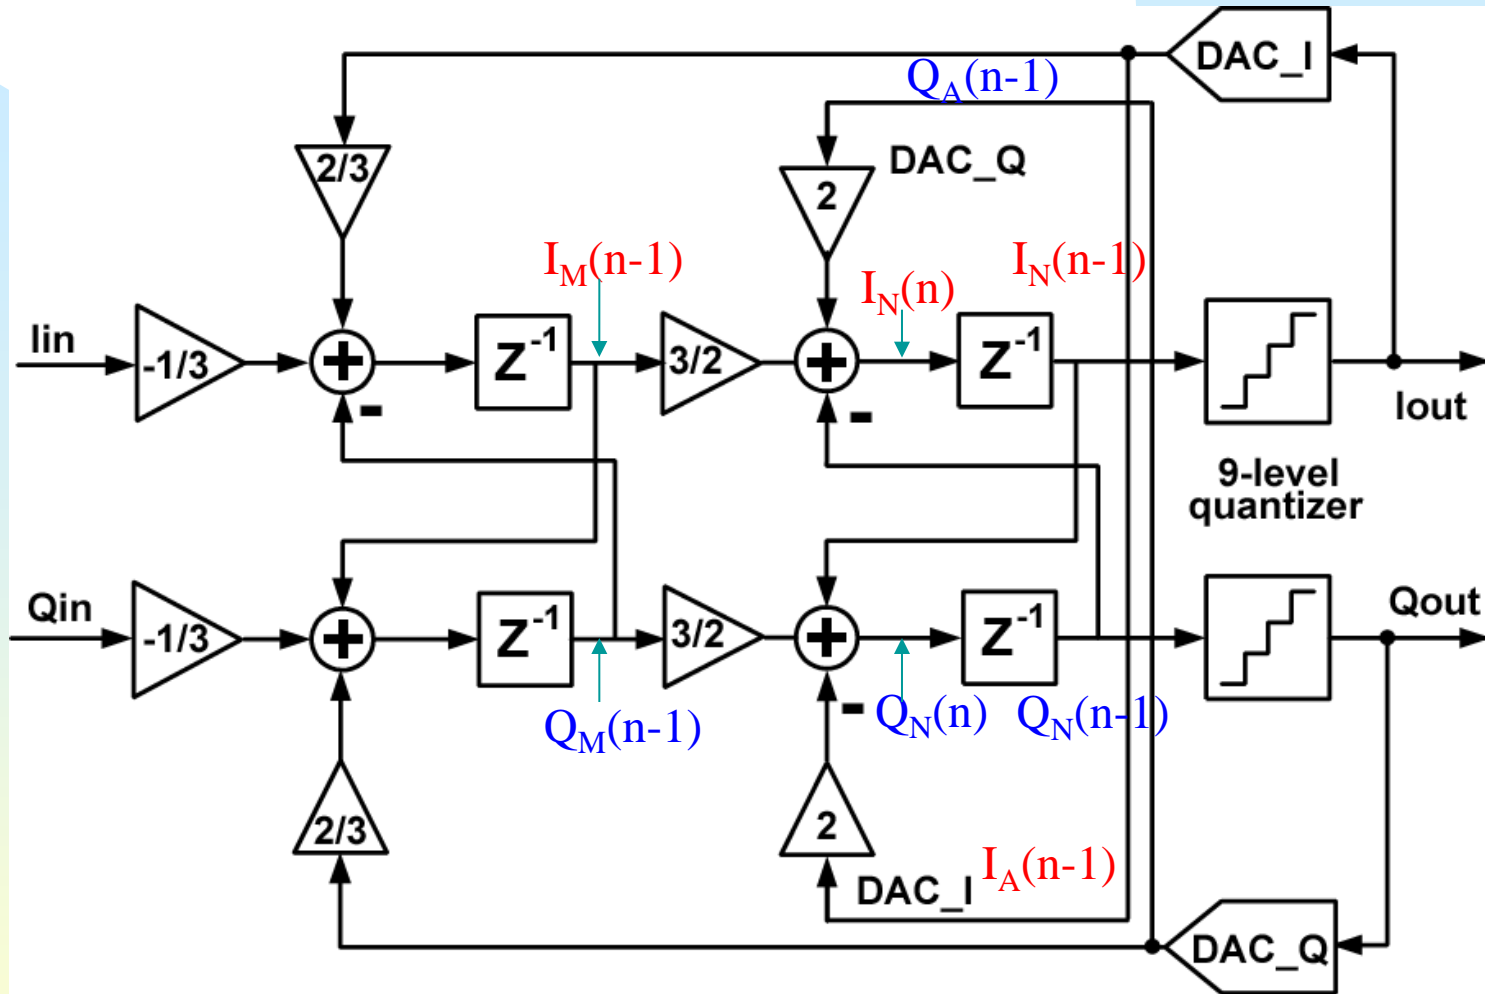 DAC_I
Q_A(n-1)
2/3
DAC_Q
2
I_M(n-1)
I_N(n)
I_N(n-1)
Iin
-1/3
+
Z^-1
3/2
+
Z^-1
Iout
-
-
9-level
quantizer
Qin
-1/3
+
Z^-1
3/2
+
Z^-1
Qout
Q_M(n-1)
-
Q_N(n)
Q_N(n-1)
2/3
2
DAC_I
I_A(n-1)
DAC_Q